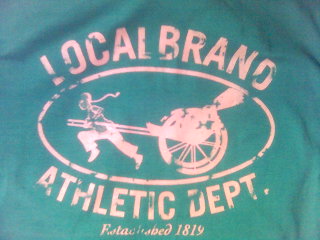 LOCALBRAND
ATHLETIC DEPT.
Established 1819